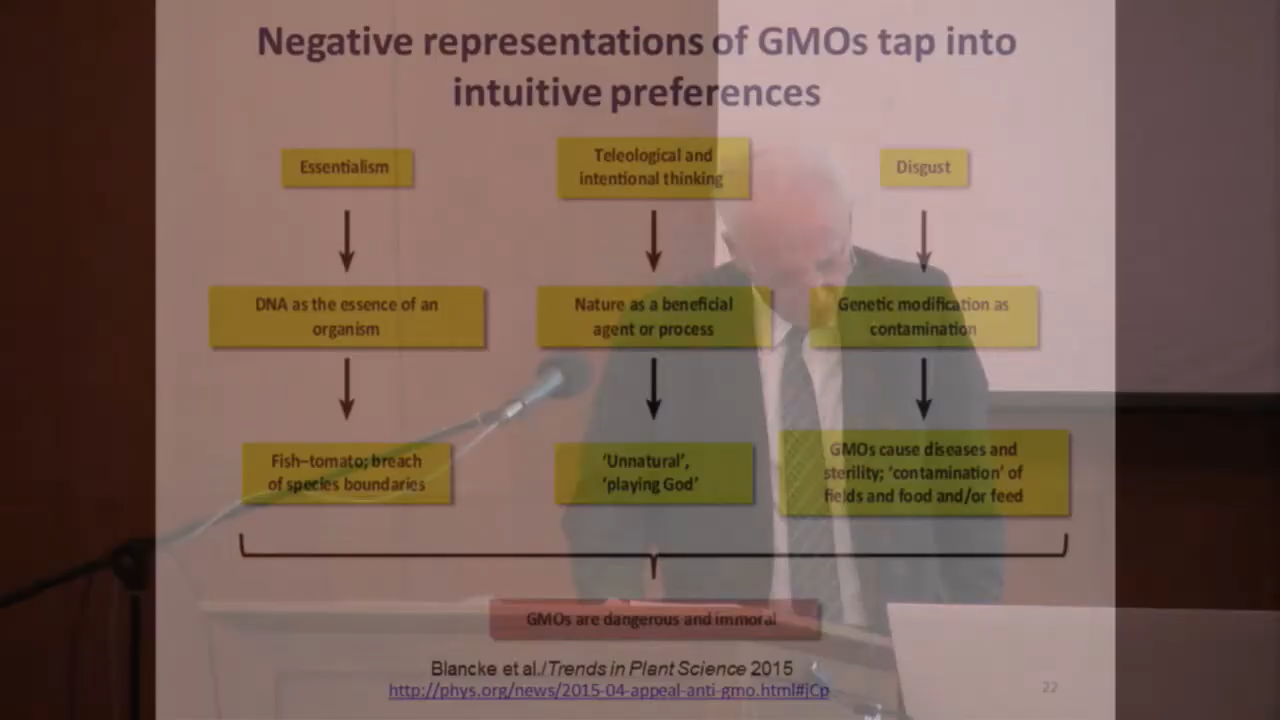 Negative representations of GMOs tap into
intuitive preferences
Essentialism
Teleological and
intentional thinking
Disgust
DNA as the essence of an
organism
Nature as a beneficial
agent or process
Genetic modification as
contamination
Fish–tomato; breach
of species boundaries
‘Unnatural’,
‘playing God’
GMOs cause diseases and
sterility; ‘contamination’ of
fields and food and/or feed
GMOs are dangerous and immoral
Blancke et al./Trends in Plant Science 2015
http://phys.org/news/2015-04-appeal-anti-gmo.html#jCp
22